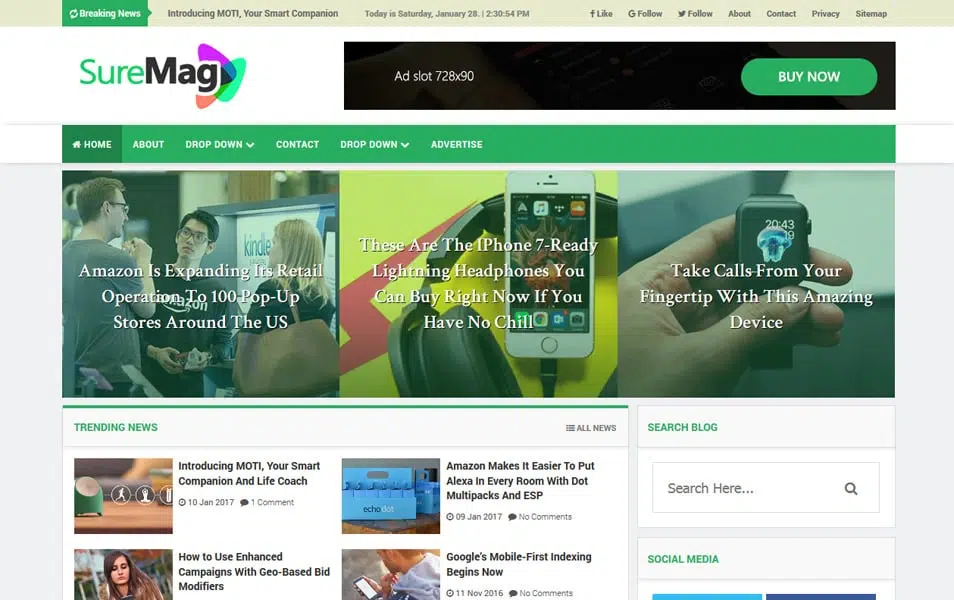 Breaking News
Introducing MOTI, Your Smart Companion
Today is Saturday, January 28. | 2:30:54 PM
Like
Follow
Follow
About
Contact
Privacy
Sitemap
SureMag
Ad slot 728x90
BUY NOW
HOME
ABOUT
DROP DOWN
CONTACT
DROP DOWN
ADVERTISE
kindle
amazon
Amazon Is Expanding Its Retail
Operation To 100 Pop-Up
Stores Around The US
These Are The IPhone 7-Ready
Lightning Headphones You
Can Buy Right Now If You
Have No Chill
20:43
Take Calls From Your
Fingertip With This Amazing
Device
TRENDING NEWS
ALL NEWS
Introducing MOTI, Your Smart
Companion And Life Coach
10 Jan 2017 1 Comment
echo dot
Amazon Makes It Easier To Put
Alexa In Every Room With Dot
Multipacks And ESP
09 Jan 2017 No Comments
How to Use Enhanced
Campaigns With Geo-Based Bid
Modifiers
Google's Mobile-First Indexing
Begins Now
11 Nov 2016 No Comments
SEARCH BLOG
Search Here...
SOCIAL MEDIA